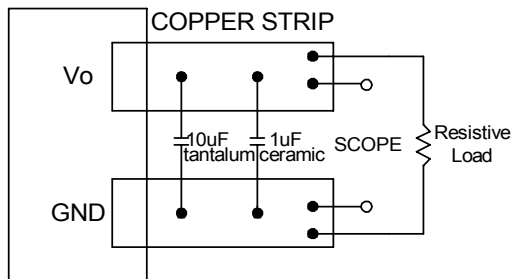 COPPER STRIP
Vo
10uF 1uF
tantalum ceramic
SCOPE
Resistive
Load
GND